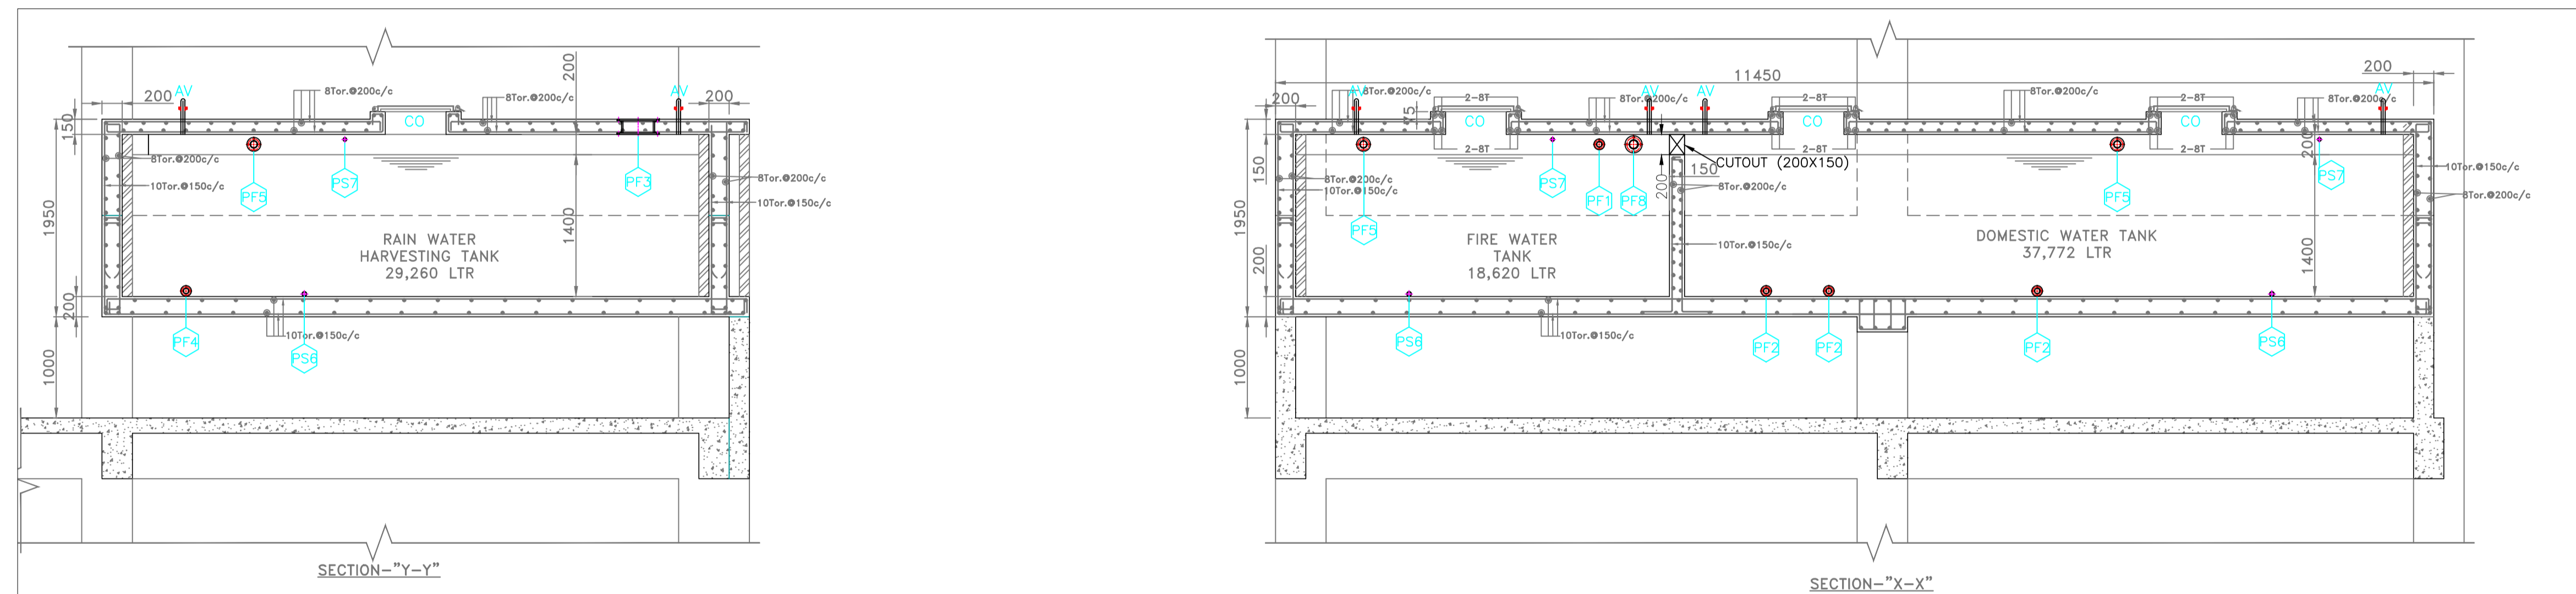 200
200
AV
8Tor.@200c/c
8Tor.@200c/c
AV
200
150
CO
8Tor.@200c/c
10Tor.@150c/c
PF5
PS7
PF3
8Tor.@200c/c
10Tor.@150c/c
1950
1400
RAIN WATER
HARVESTING TANK
29,260 LTR
200
PF4
PS6
10Tor.@150c/c
1000
SECTION-"Y-Y"
11450
200
200
AV
8Tor.@200c/c
75
2-8T
CO
2-8T
8Tor.@200c/c
AV
AV
2-8T
CO
2-8T
8Tor.@200c/c
2-8T
CO
2-8T
8Tor.@200c/c
AV
200
150
8Tor.@200c/c
10Tor.@150c/c
PF5
PS7
PF1
PF8
200
CUTOUT (200X150)
150
8Tor.@200c/c
PF5
PS7
10Tor.@150c/c
8Tor.@200c/c
1950
200
FIRE WATER
TANK
18,620 LTR
10Tor.@150c/c
DOMESTIC WATER TANK
37,772 LTR
1400
PS6
10Tor.@150c/c
PF2
PF2
PF2
PS6
1000
SECTION-"X-X"